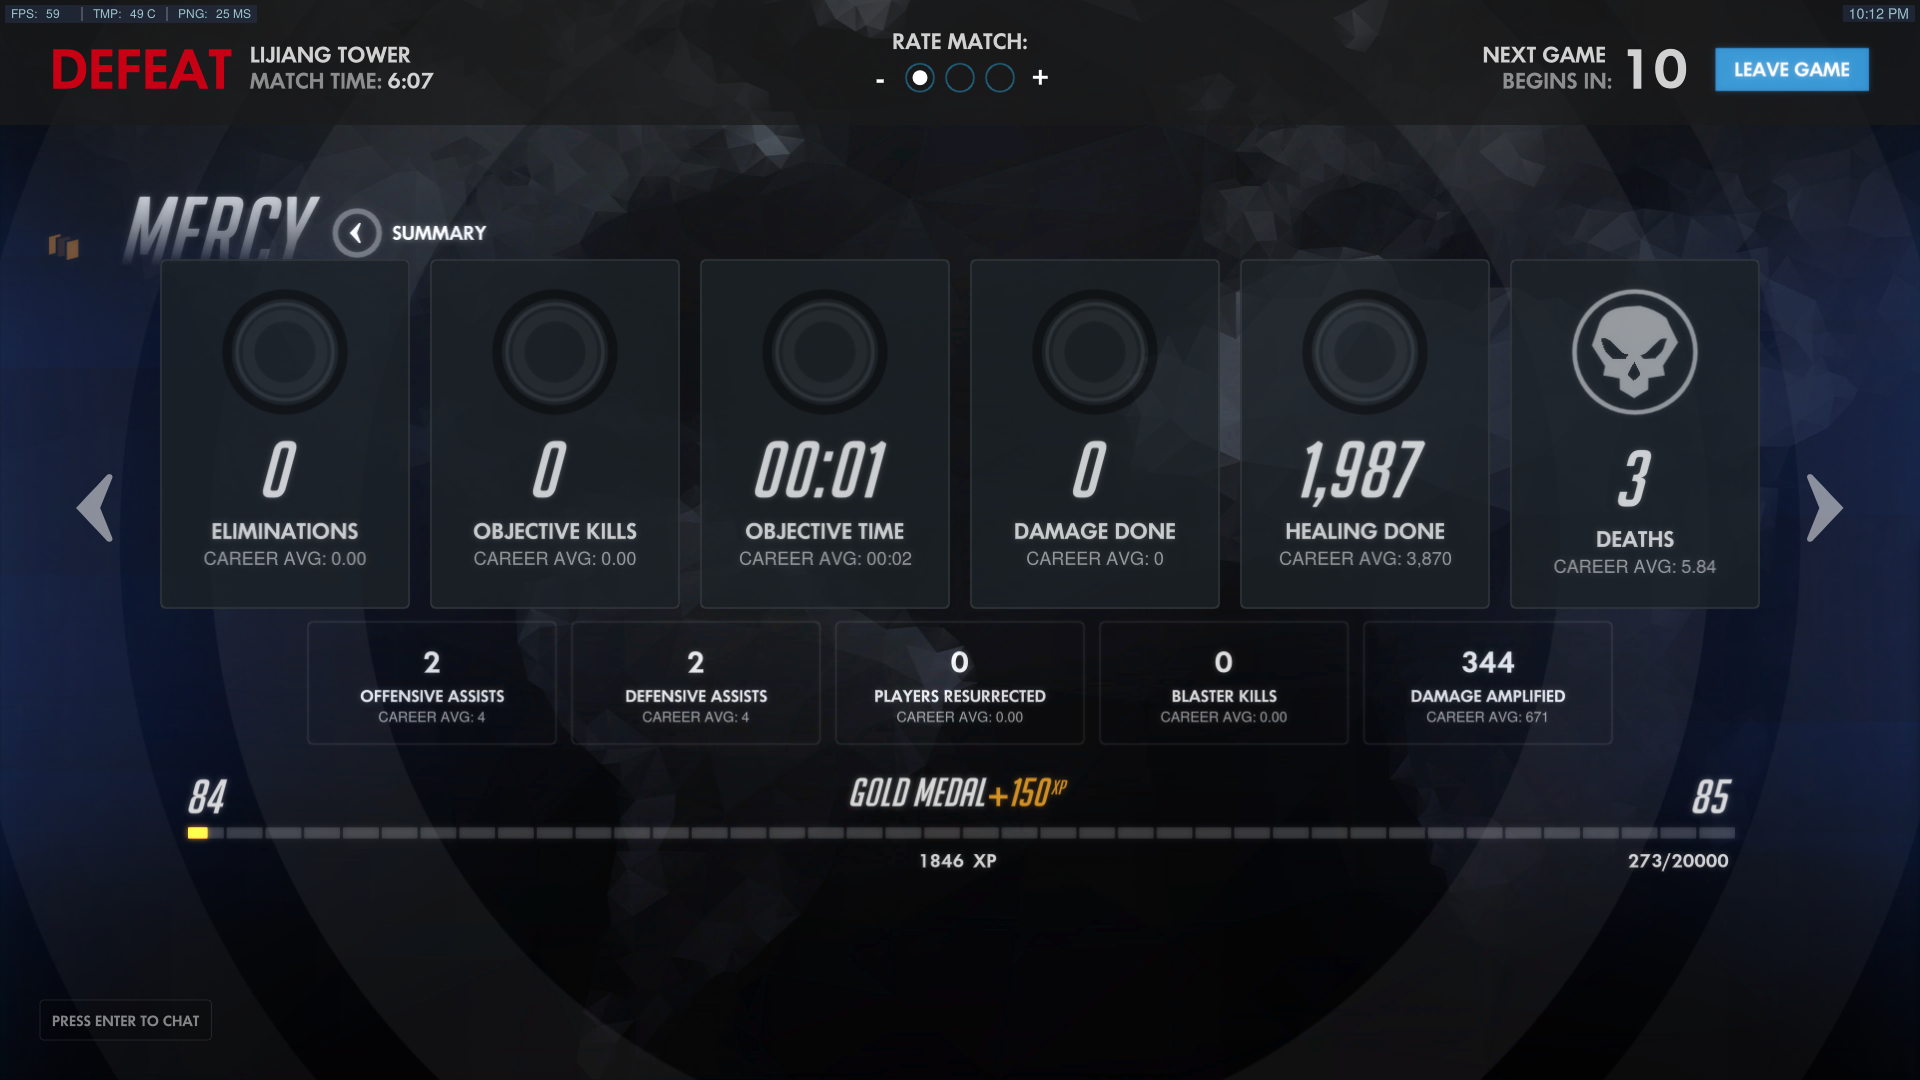 FPS: 59 | TMP: 49 C | PNG: 25 MS
10:12 PM
DEFEAT
LIJIANG TOWER
MATCH TIME: 6:07
RATE MATCH:
- +
NEXT GAME
BEGINS IN: 10
LEAVE GAME
MERCY
SUMMARY
0
ELIMINATIONS
CAREER AVG: 0.00
0
OBJECTIVE KILLS
CAREER AVG: 0.00
00:01
OBJECTIVE TIME
CAREER AVG: 00:02
0
DAMAGE DONE
CAREER AVG: 0
1,987
HEALING DONE
CAREER AVG: 3,870
3
DEATHS
CAREER AVG: 5.84
2
OFFENSIVE ASSISTS
CAREER AVG: 4
2
DEFENSIVE ASSISTS
CAREER AVG: 4
0
PLAYERS RESURRECTED
CAREER AVG: 0.00
0
BLASTER KILLS
CAREER AVG: 0.00
344
DAMAGE AMPLIFIED
CAREER AVG: 671
84
GOLD MEDAL +150 XP
85
1846 XP
273/20000
PRESS ENTER TO CHAT